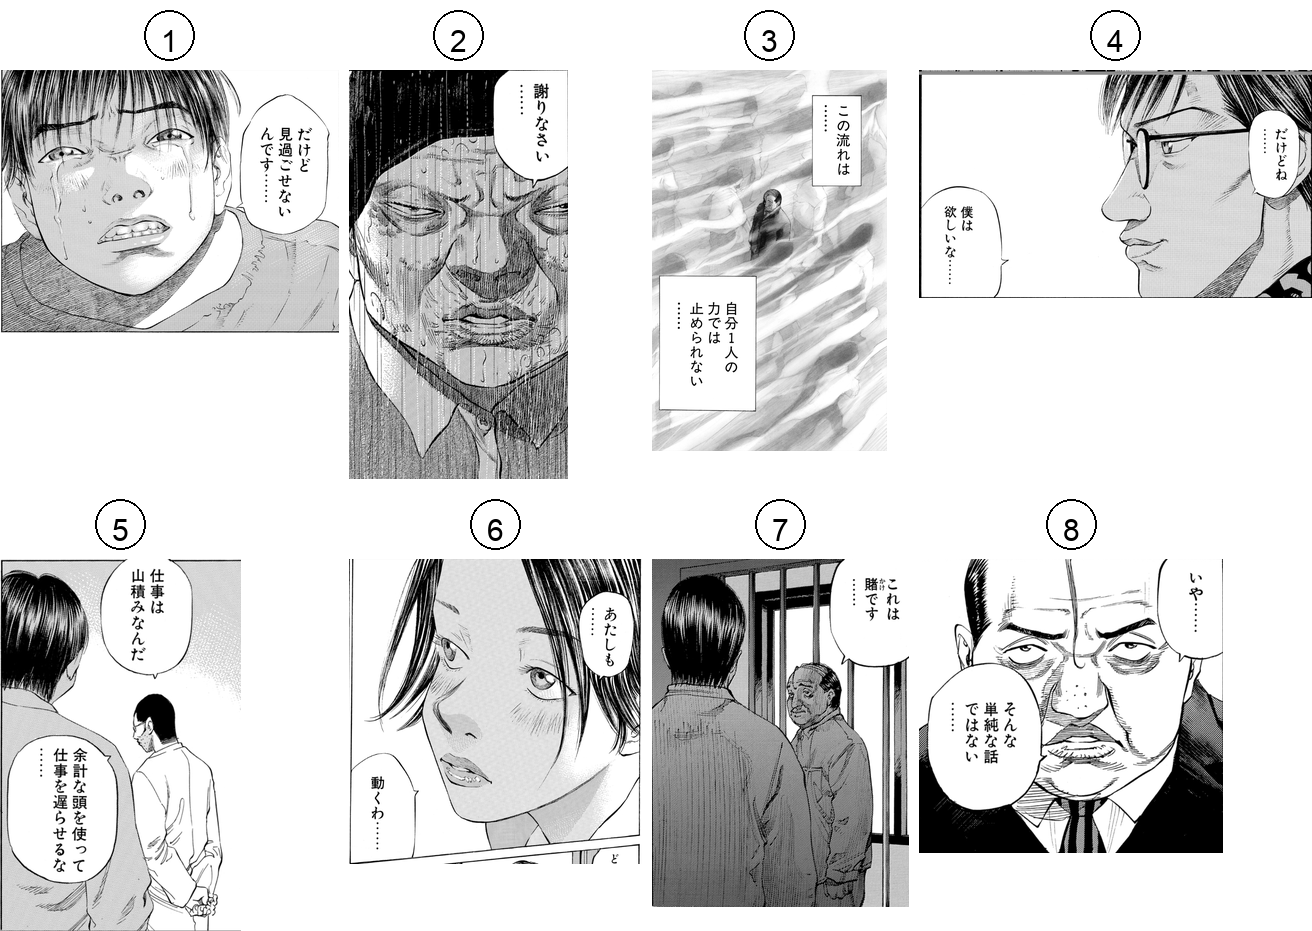 1
だけど
見過ごせない
んです……
2
謝りなさい
……
3
この流れは
……
自分1人の
力では
止められない
……
4
だけどね
……
僕は
欲しいな……
5
仕事は
山積みなんだ
余計な頭を使って
仕事を遅らせるな
……
6
あたしも
……
動くわ……
ど
7
これは
賭です
かけ
……
8
いや……
そんな
単純な話
ではない
……